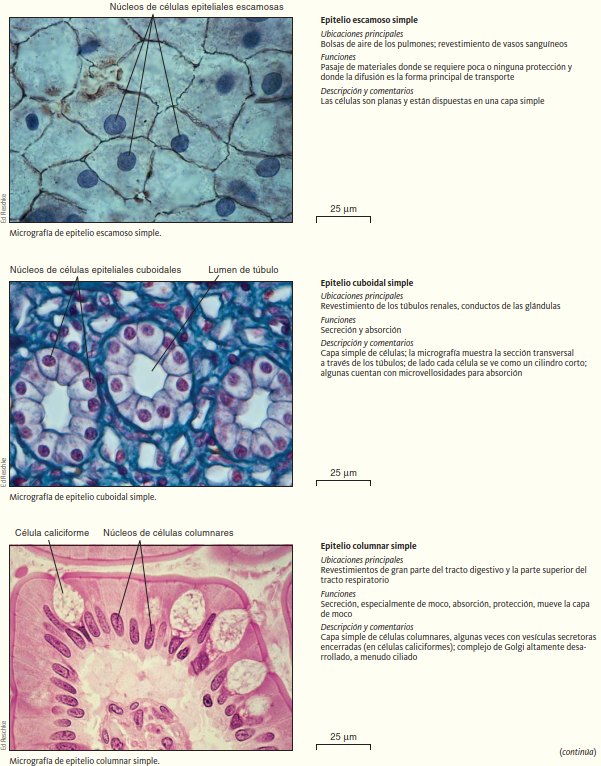 Núcleos de células epiteliales escamosas
Ed Reschke
Micrografía de epitelio escamoso simple.
Epitelio escamoso simple
Ubicaciones principales
Bolsas de aire de los pulmones; revestimiento de vasos sanguíneos
Funciones
Pasaje de materiales donde se requiere poca o ninguna protección y
donde la difusión es la forma principal de transporte
Descripción y comentarios
Las células son planas y están dispuestas en una capa simple
25 µm
Núcleos de células epiteliales cuboidales
Lumen de túbulo
Ed Reschke
Micrografía de epitelio cuboidal simple.
Epitelio cuboidal simple
Ubicaciones principales
Revestimiento de los túbulos renales, conductos de las glándulas
Funciones
Secreción y absorción
Descripción y comentarios
Capa simple de células; la micrografía muestra la sección transversal
a través de los túbulos; de lado cada célula se ve como un cilindro corto;
algunas cuentan con microvellosidades para absorción
25 µm
Célula caliciforme
Núcleos de células columnares
Ed Reschke
Micrografía de epitelio columnar simple.
Epitelio columnar simple
Ubicaciones principales
Revestimientos de gran parte del tracto digestivo y la parte superior del
tracto respiratorio
Funciones
Secreción, especialmente de moco, absorción, protección, mueve la capa
de moco
Descripción y comentarios
Capa simple de células columnares, algunas veces con vesículas secretoras
encerradas (en células caliciformes); complejo de Golgi altamente desa-
rrollado, a menudo ciliado
25 µm
(continúa)